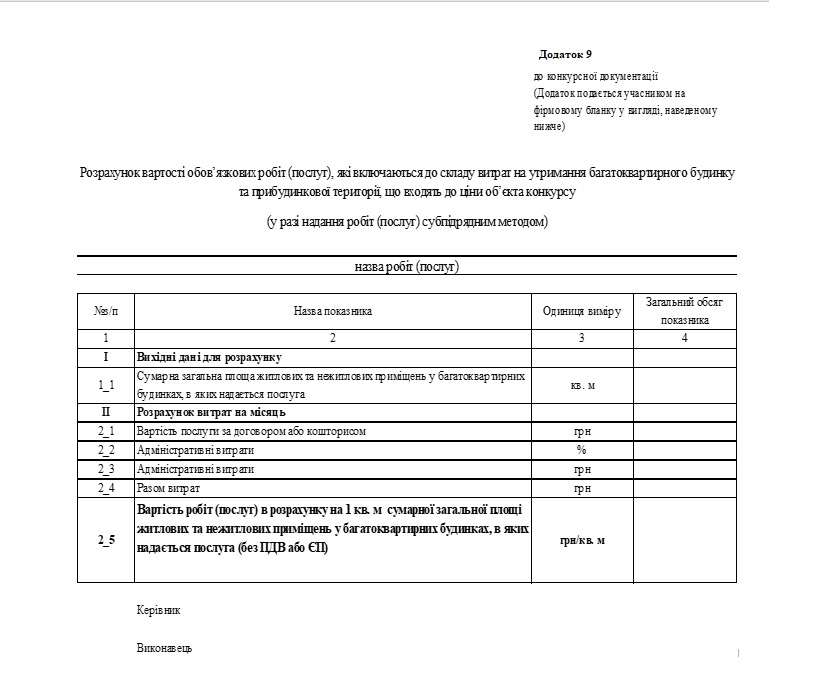 Додаток 9
до конкурсної документації
(Додаток подається учасником на
фірмовому бланку у вигляді, наведеному
нижче)
Розрахунок вартості обов’язкових робіт (послуг), які включаються до складу витрат на утримання багатоквартирного будинку
та прибудинкової території, що входять до ціни об’єкта конкурсу
(у разі надання робіт (послуг) субпідрядним методом)
назва робіт (послуг)
№з/п Назва показника Одиниця виміру Загальний обсяг
показника
1 2 3 4
I Вихідні дані для розрахунку
1_1 Сумарна загальна площа житлових та нежитлових приміщень у багатоквартирних кв. м
будинках, в яких надається послуга
II Розрахунок витрат на місяць
2_1 Вартість послуги за договором або кошторисом грн
2_2 Адміністративні витрати %
2_3 Адміністративні витрати грн
2_4 Разом витрат грн
Вартість робіт (послуг) в розрахунку на 1 кв. м сумарної загальної площі
житлових та нежитлових приміщень у багатоквартирних будинках, в яких
2_5 надається послуга (без ПДВ або ЄП) грн/кв. м
Керівник
Виконавець